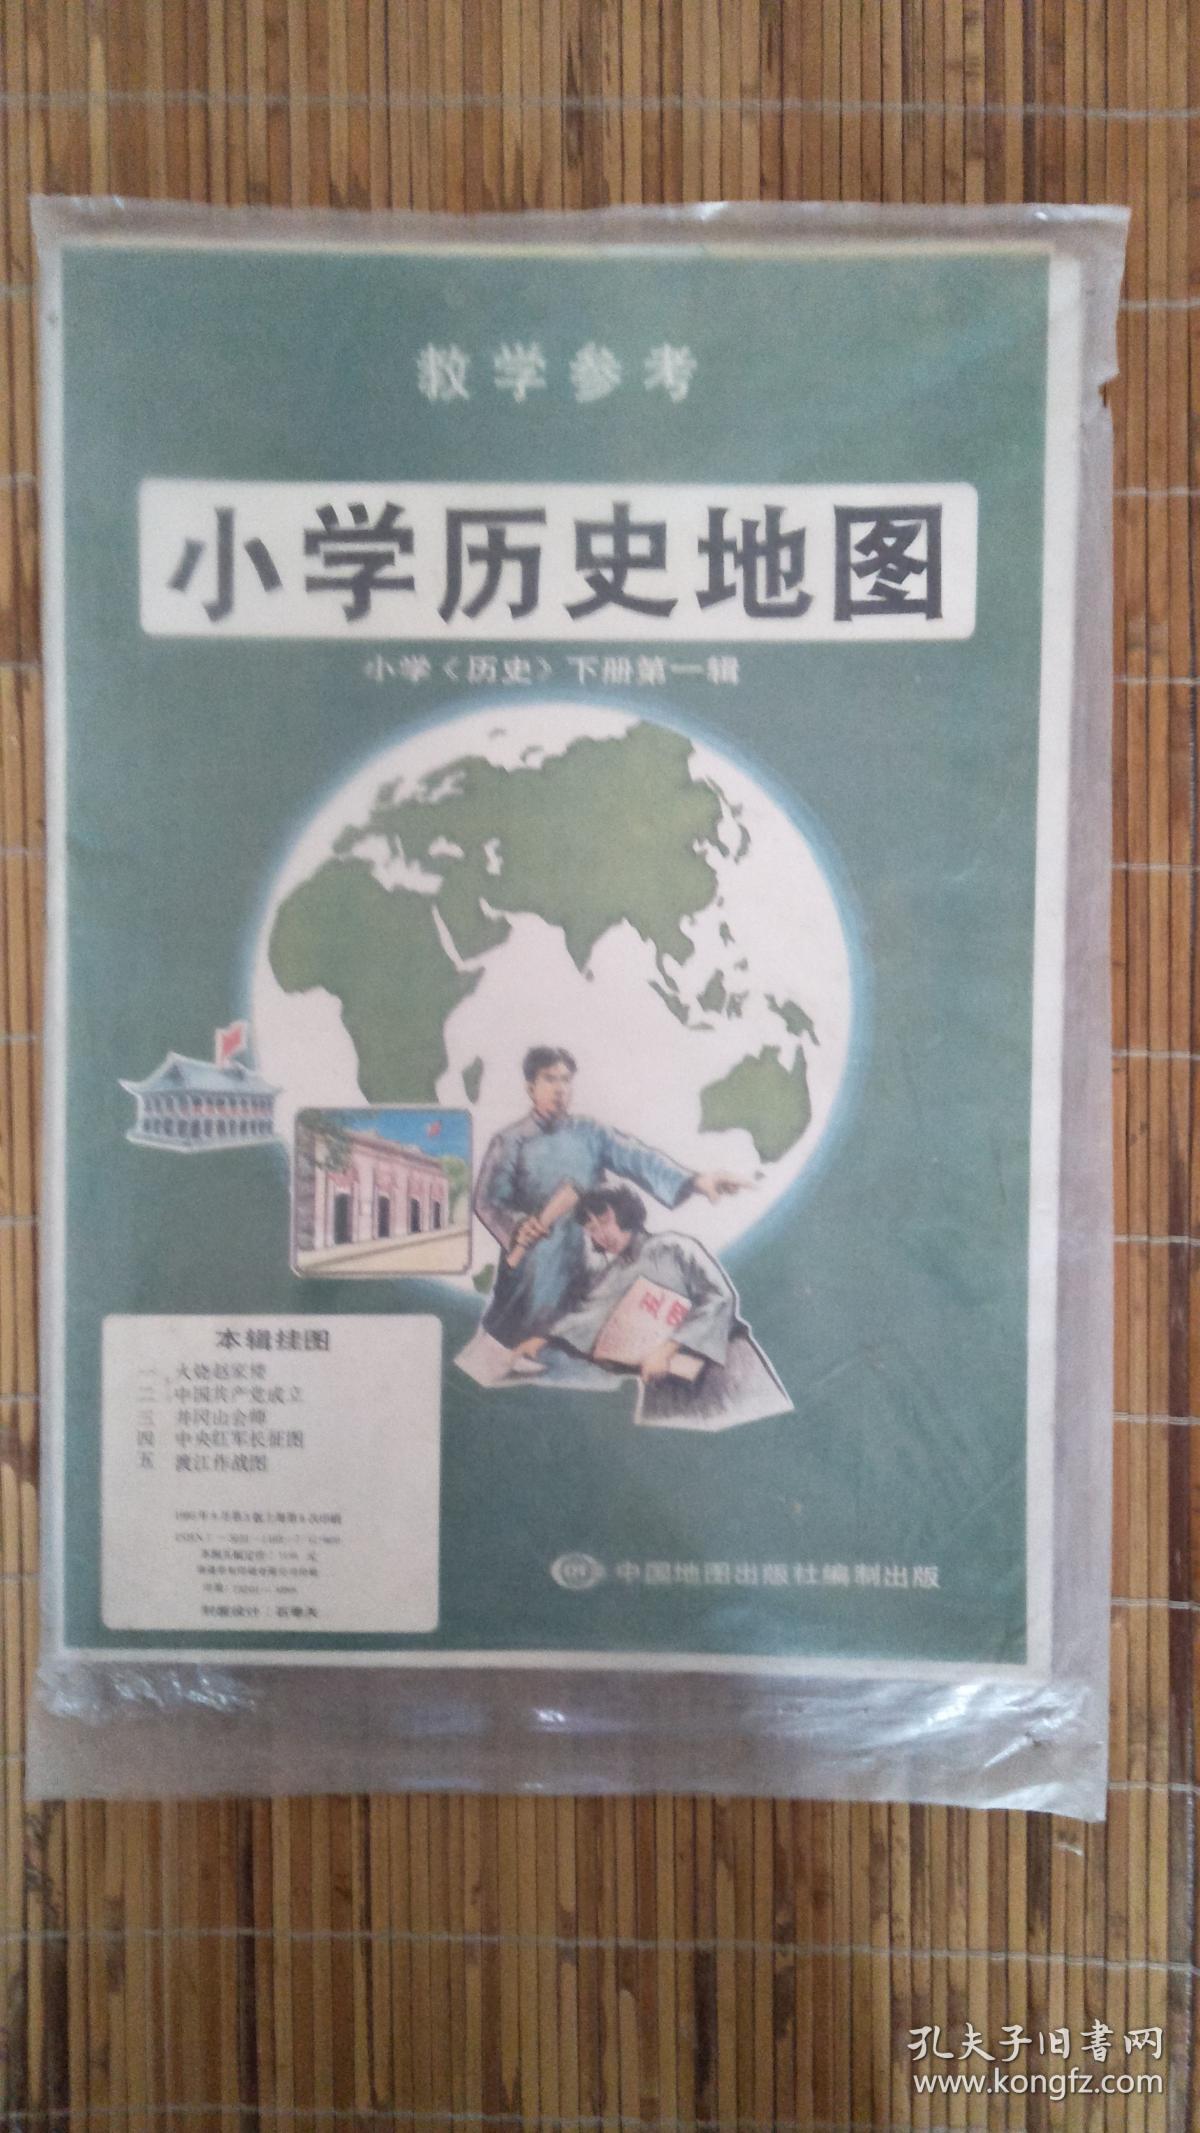 教学参考
小学历史地图
小学《历史》下册第一辑
五
四
本辑挂图
一 火烧赵家楼
二 中国共产党成立
三 井冈山会师
四 中央红军长征图
五 渡江作战图
中国地图出版社编制出版
孔夫子旧書网
www.kongfz.com